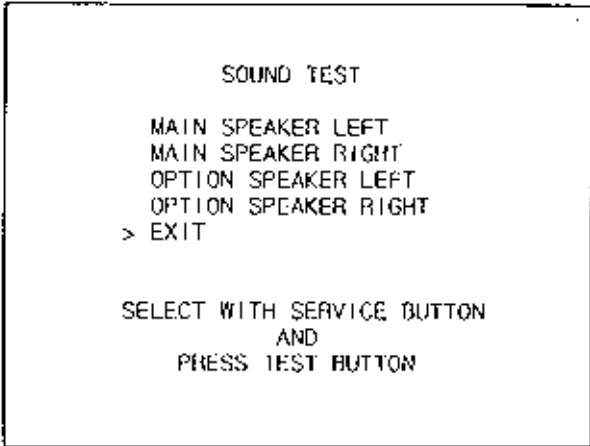 SOUND TEST
MAIN SPEAKER LEFT
MAIN SPEAKER RIGHT
OPTION SPEAKER LEFT
OPTION SPEAKER RIGHT
> EXIT
SELECT WITH SERVICE BUTTON
AND
PRESS TEST BUTTON